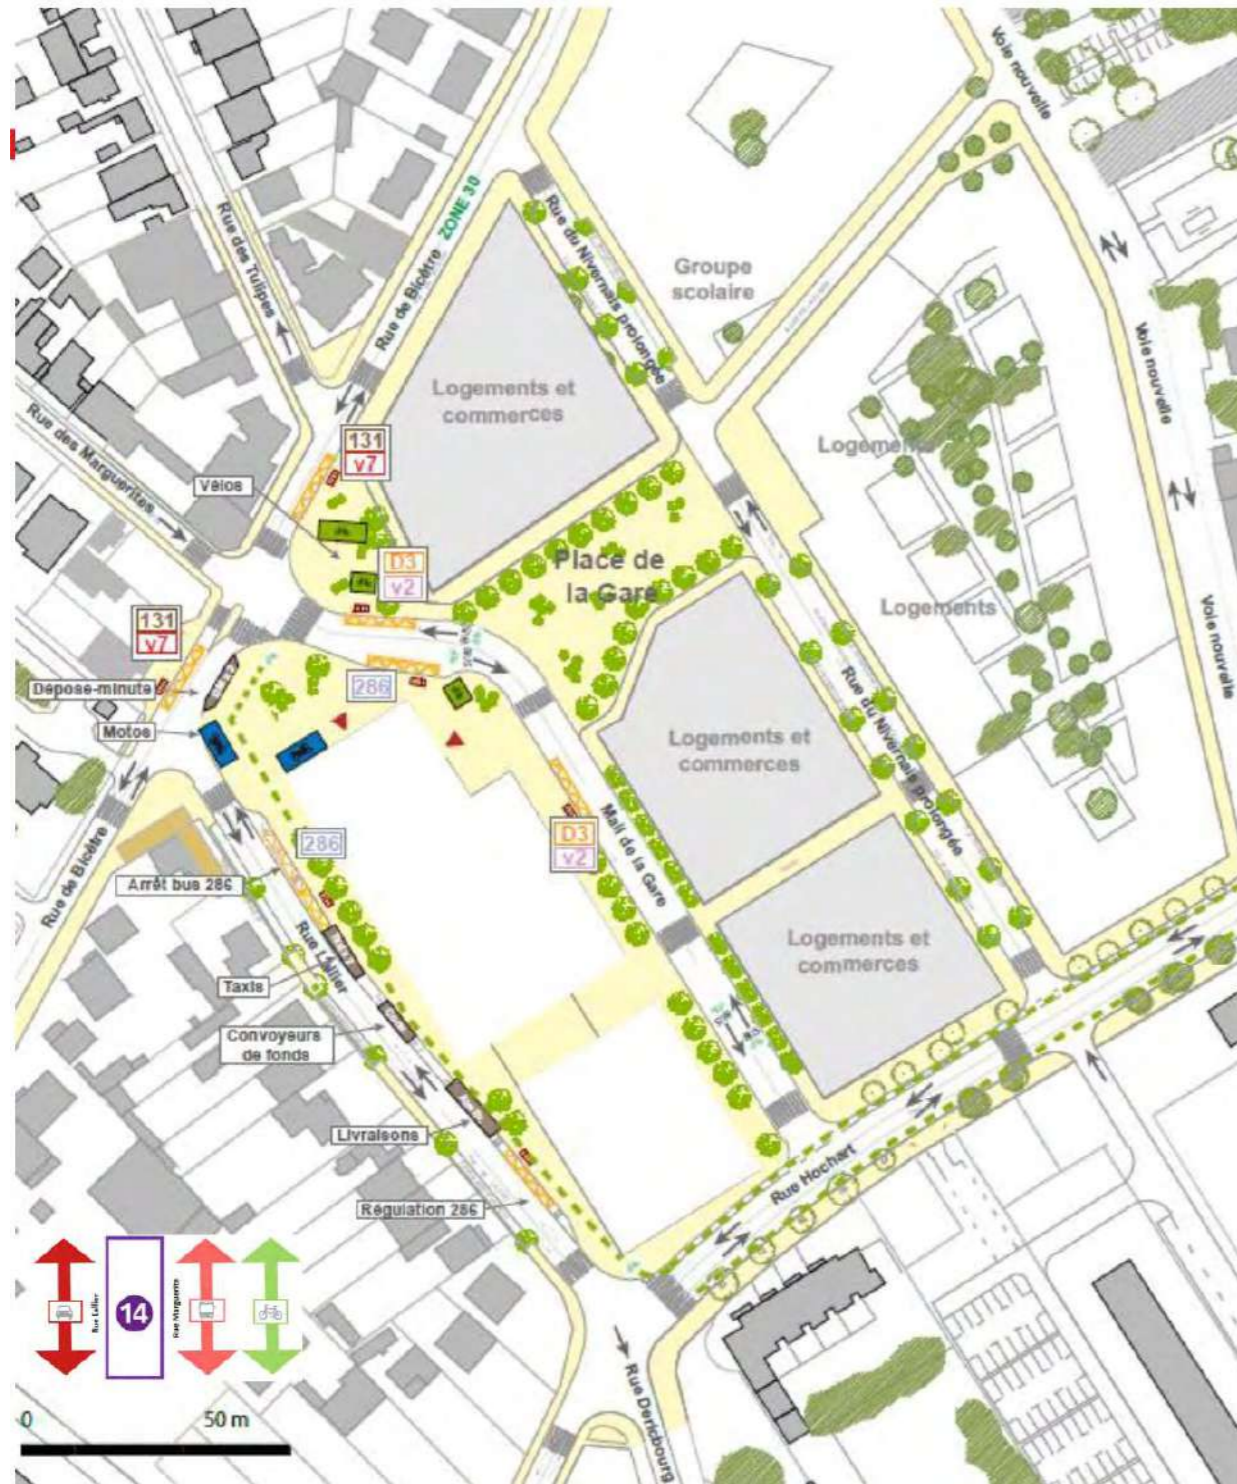 Voie nouvelle
Rue des Tulipes
ZONE 30
Rue de Bicêtre
Rue du Nivernais prolongée
Groupe
scolaire
Voie nouvelle
Logements et
commerces
Rue des Marguerites
131
v7
Vélos
Logements
D3
v2
Place de
la Gare
Logements
Voie nouvelle
131
v7
286
Dépose-minute
Motos
Logements et
commerces
Rue du Nivernais prolongée
Mail de la Gare
D3
v2
286
Rue de Bicêtre
Arrêt bus 286
Rue Lallier
Logements et
commerces
Taxis
Convoyeurs
de fonds
Livraisons
Rue Hochart
Régulation 286
Rue Lallier
14
Rue Marguerite
Rue Dericbourg
0
50 m